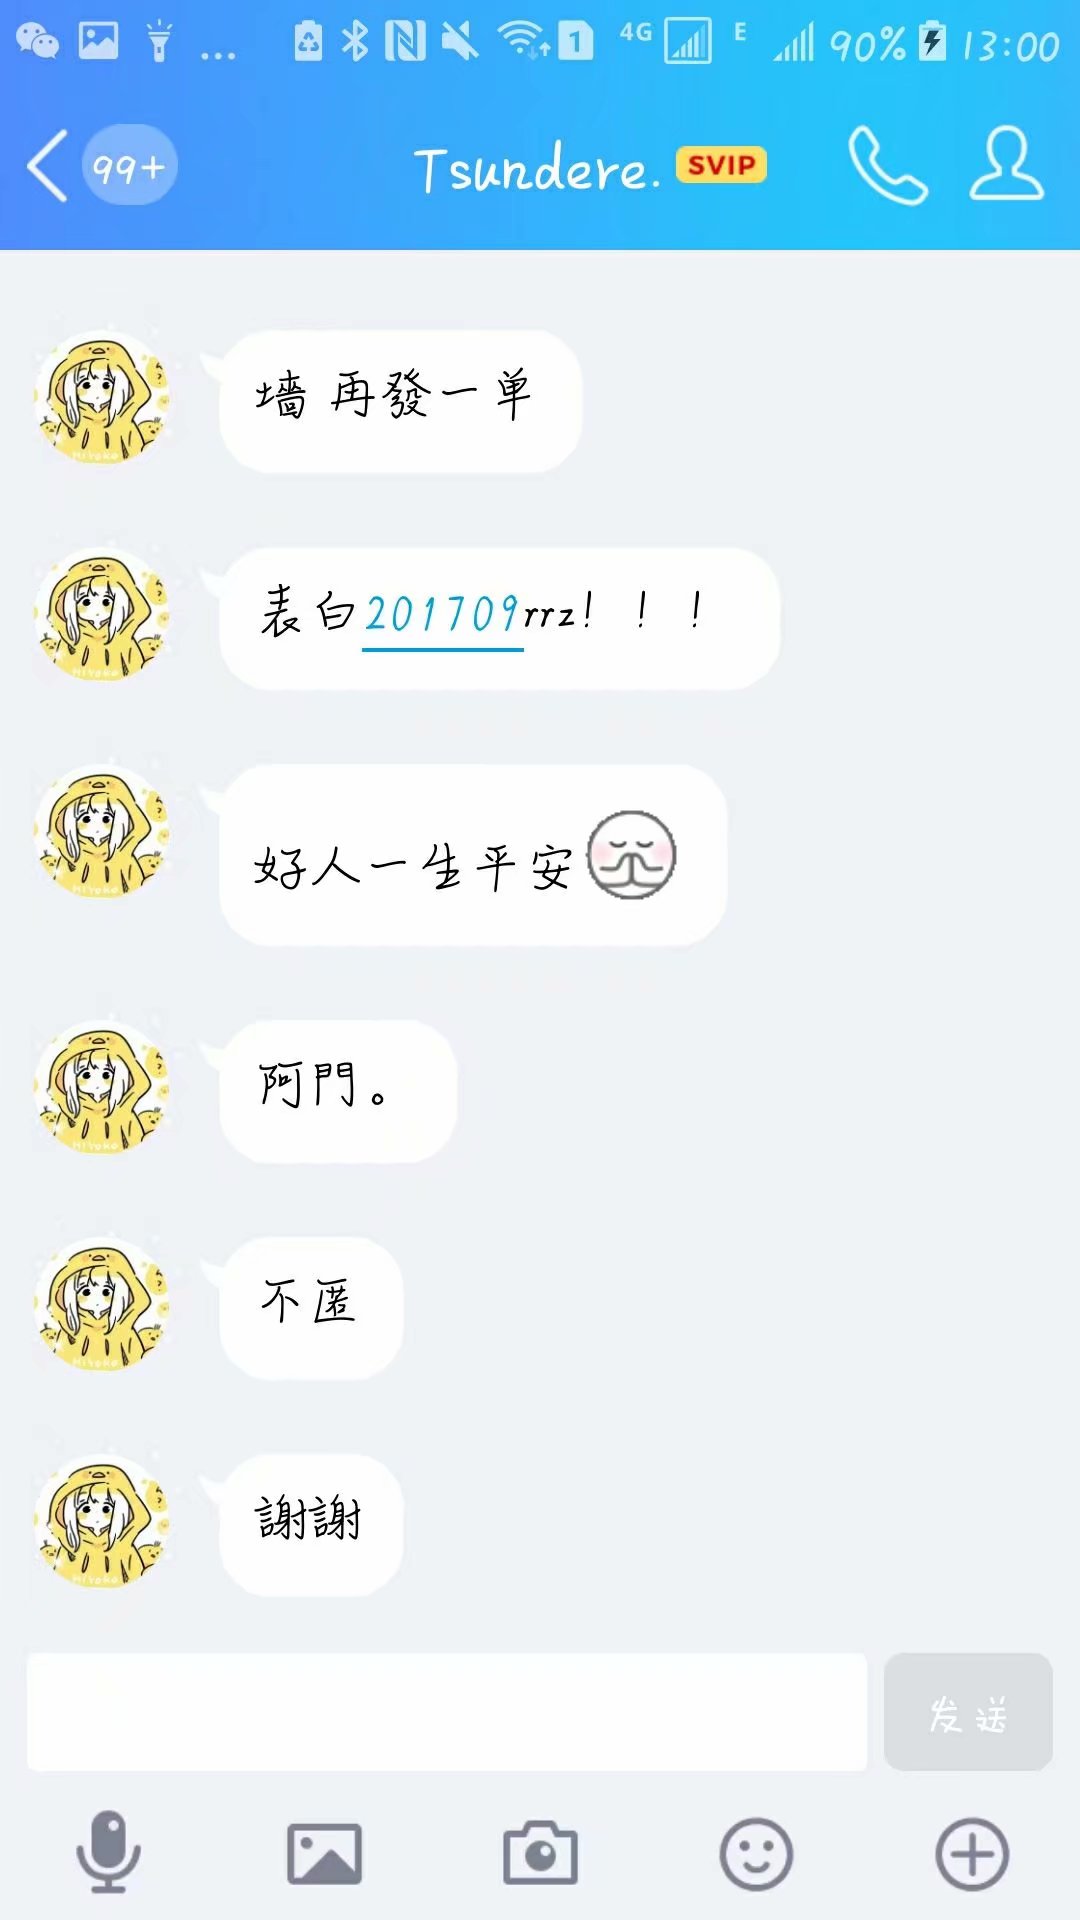 4G E 90% 13:00
99+ Tsundere. SVIP
墻 再發一单
表白201709rrz！！！
好人一生平安
阿門。
不匿
謝謝
发送